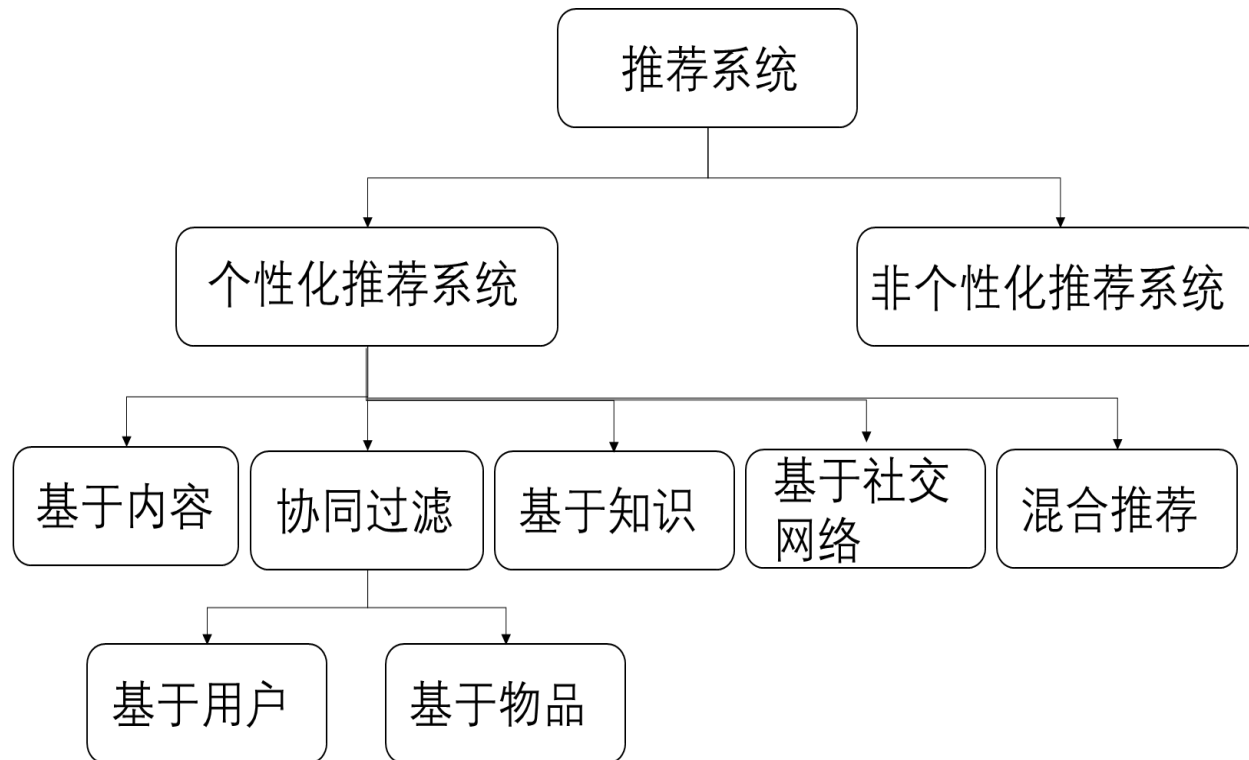 推荐系统
个性化推荐系统
非个性化推荐系统
基于内容
协同过滤
基于知识
基于社交
网络
混合推荐
基于用户
基于物品